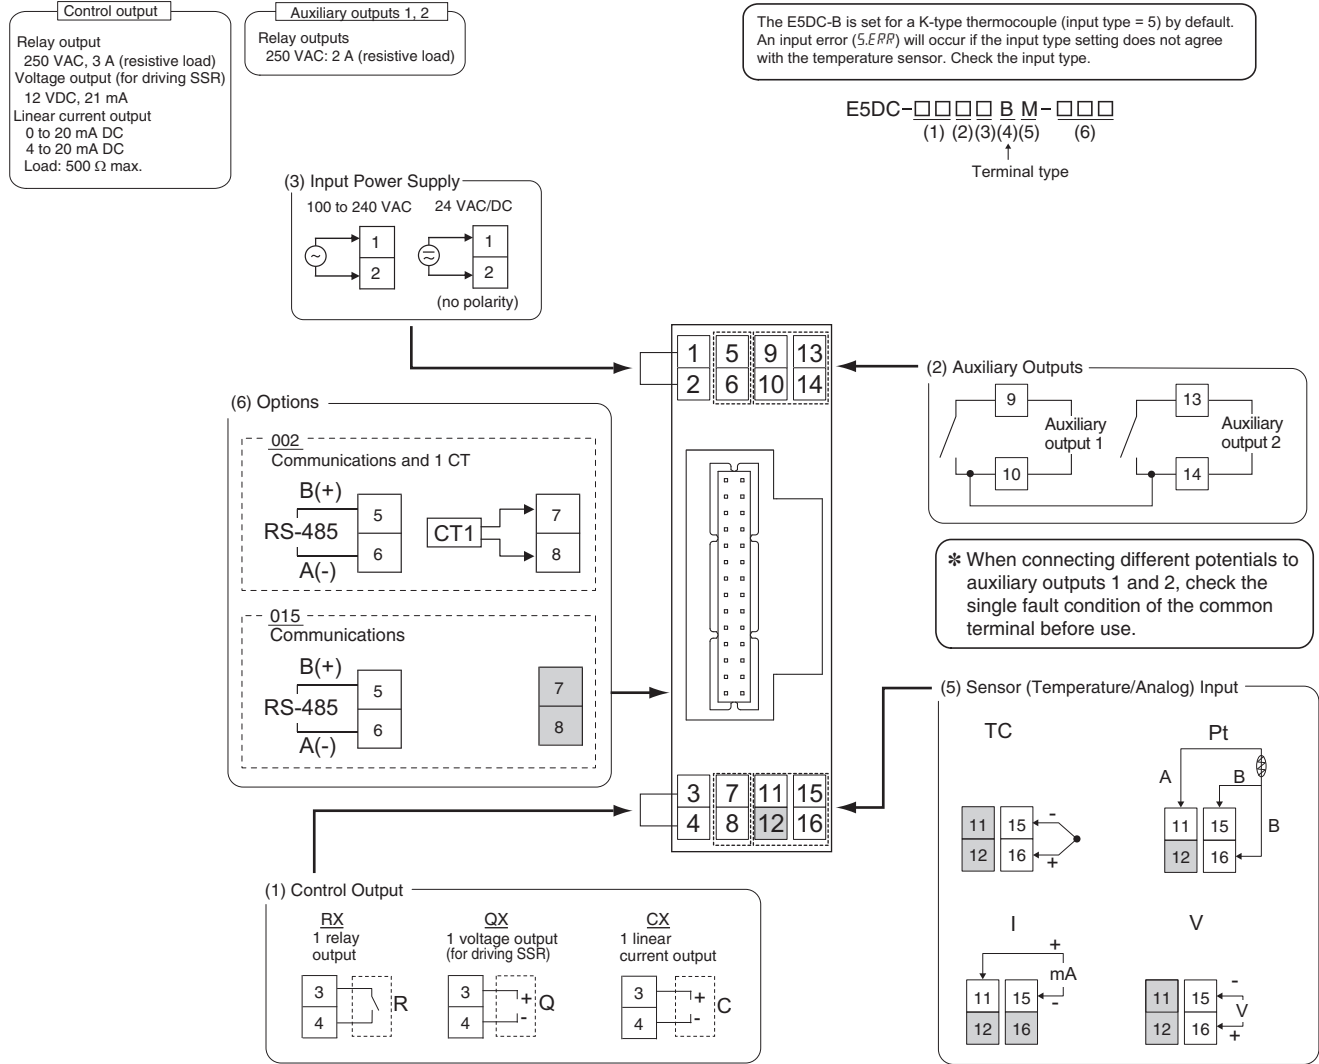 Control output
Relay output
250 VAC, 3 A (resistive load)
Voltage output (for driving SSR)
12 VDC, 21 mA
Linear current output
0 to 20 mA DC
4 to 20 mA DC
Load: 500 Ω max.
Auxiliary outputs 1, 2
Relay outputs
250 VAC: 2 A (resistive load)
The E5DC-B is set for a K-type thermocouple (input type = 5) by default.
An input error (S.ERR) will occur if the input type setting does not agree
with the temperature sensor. Check the input type.
E5DC-□□□□ B M-□□□
(1) (2)(3)(4)(5) (6)
Terminal type
(3) Input Power Supply
100 to 240 VAC 24 VAC/DC
1 1
2 2
(no polarity)
1 5 9 13
2 6 10 14
(2) Auxiliary Outputs
9 13
Auxiliary
output 1
Auxiliary
output 2
10 14
(6) Options
002
Communications and 1 CT
B(+)
RS-485
A(-)
5
6
CT1
7
8
015
Communications
B(+)
RS-485
A(-)
5
6
7
8
✻ When connecting different potentials to
auxiliary outputs 1 and 2, check the
single fault condition of the common
terminal before use.
3 7 11 15
4 8 12 16
(5) Sensor (Temperature/Analog) Input
TC
11 15 -
12 16 +
Pt
A B
11 15 B
12 16
I
+
mA
11 15 -
12 16
V
11 15 -
V
12 16 +
(1) Control Output
RX
1 relay
output
3
4
R
QX
1 voltage output
(for driving SSR)
3 +
4 -
Q
CX
1 linear
current output
3 +
4 -
C